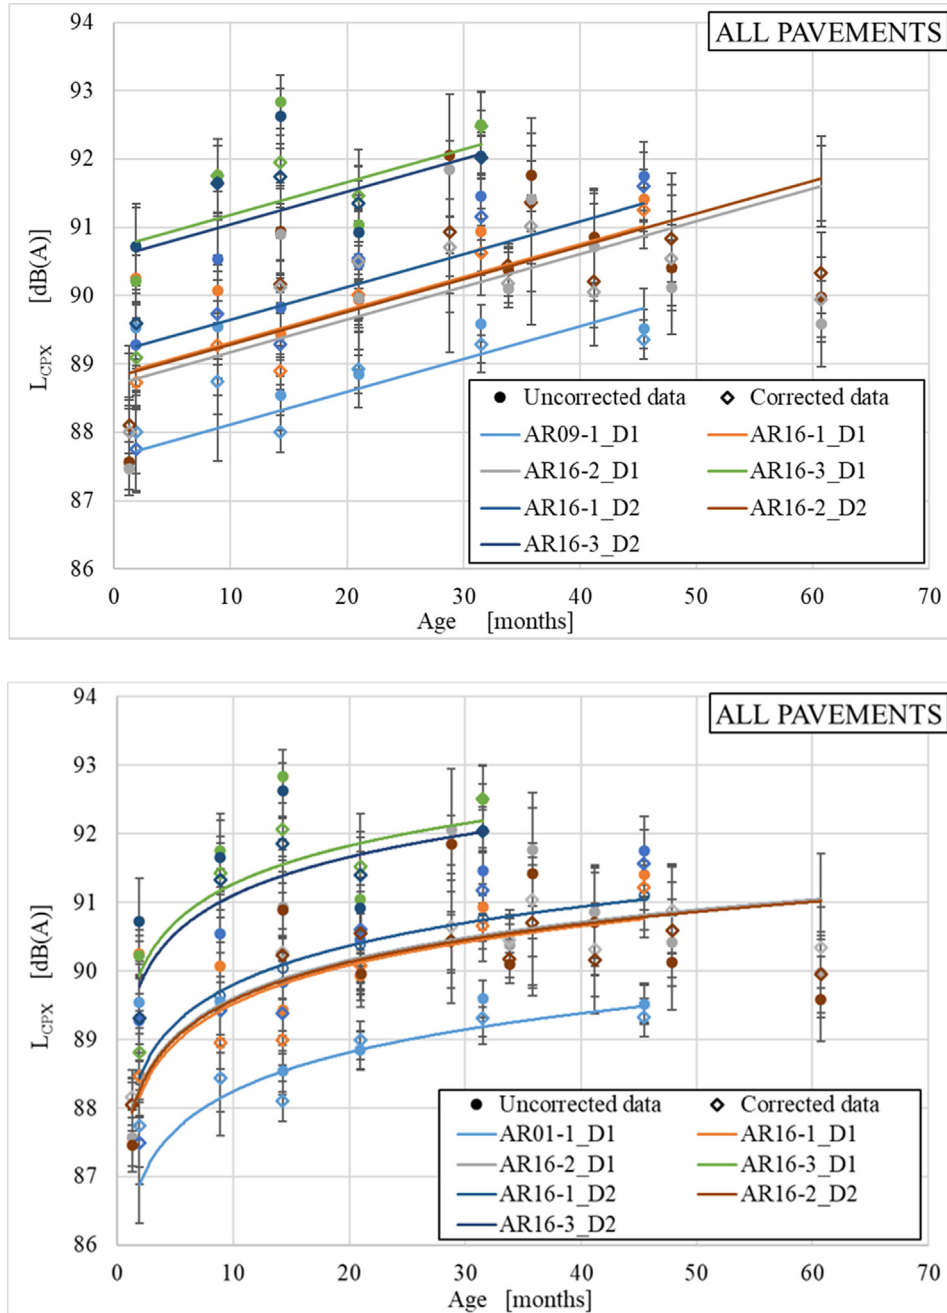 ALL PAVEMENTS
94
93
92
91
90
89
88
87
86
L_CPX [dB(A)]
0 10 20 30 40 50 60 70
Age [months]
Uncorrected data Corrected data
AR09-1_D1 AR16-1_D1
AR16-2_D1 AR16-3_D1
AR16-1_D2 AR16-2_D2
AR16-3_D2
ALL PAVEMENTS
94
93
92
91
90
89
88
87
86
L_CPX [dB(A)]
0 10 20 30 40 50 60 70
Age [months]
Uncorrected data Corrected data
AR01-1_D1 AR16-1_D1
AR16-2_D1 AR16-3_D1
AR16-1_D2 AR16-2_D2
AR16-3_D2